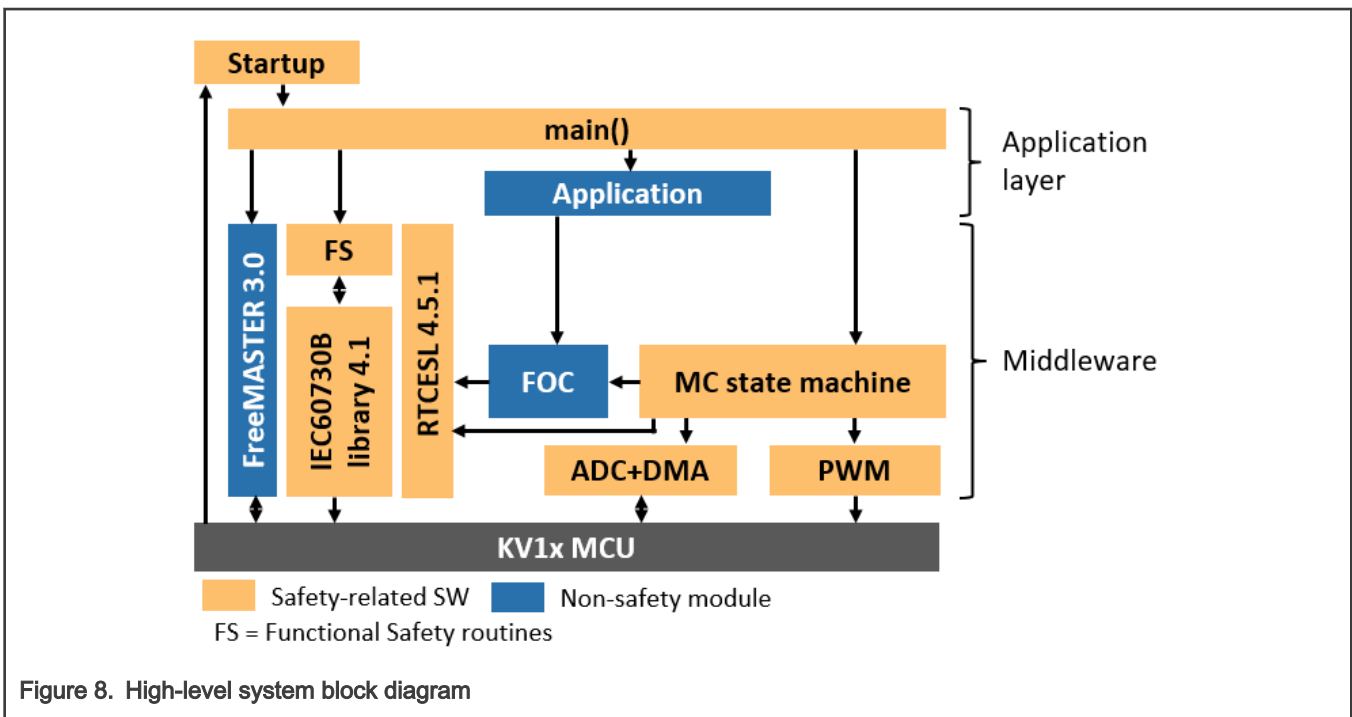 Startup
main()
Application
layer
Application
FreeMASTER 3.0
FS
IEC60730B
library 4.1
RTCESL 4.5.1
FOC
MC state machine
Middleware
ADC+DMA
PWM
KV1x MCU
Safety-related SW
Non-safety module
FS = Functional Safety routines
Figure 8. High-level system block diagram